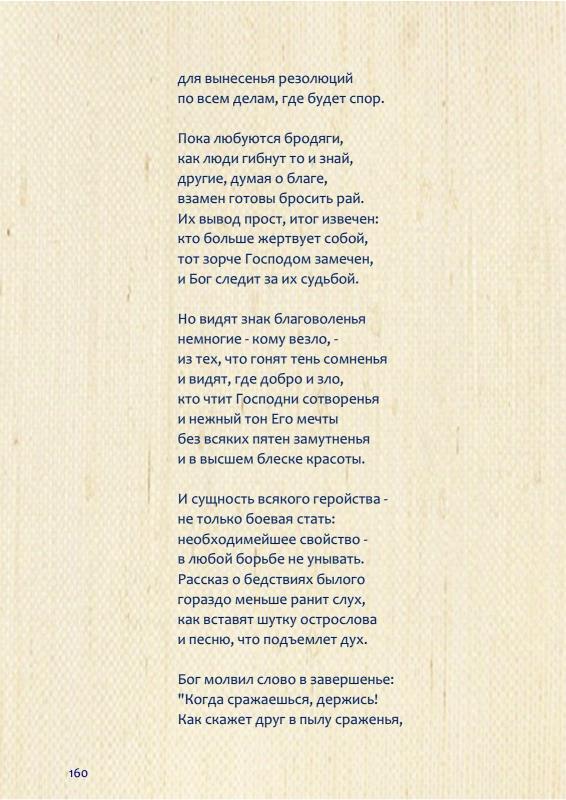 для вынесенья резолюций
по всем делам, где будет спор.
Пока любуются бродяги,
как люди гибнут то и знай,
другие, думая о благе,
взамен готовы бросить рай.
Их вывод прост, итог извечен:
кто больше жертвует собой,
тот зорче Господом замечен,
и Бог следит за их судьбой.
Но видят знак благоволенья
немногие - кому везло, -
из тех, что гонят тень сомненья
и видят, где добро и зло,
кто чтит Господни сотворенья
и нежный тон Его мечты
без всяких пятен замутненья
и в высшем блеске красоты.
И сущность всякого геройства -
не только боевая стать:
необходимейшее свойство -
в любой борьбе не унывать.
Рассказ о бедствиях былого
гораздо меньше ранит слух,
как вставят шутку острослова
и песню, что подъемлет дух.
Бог молвил слово в завершенье:
"Когда сражаешься, держись!
Как скажет друг в пылу сраженья,
160